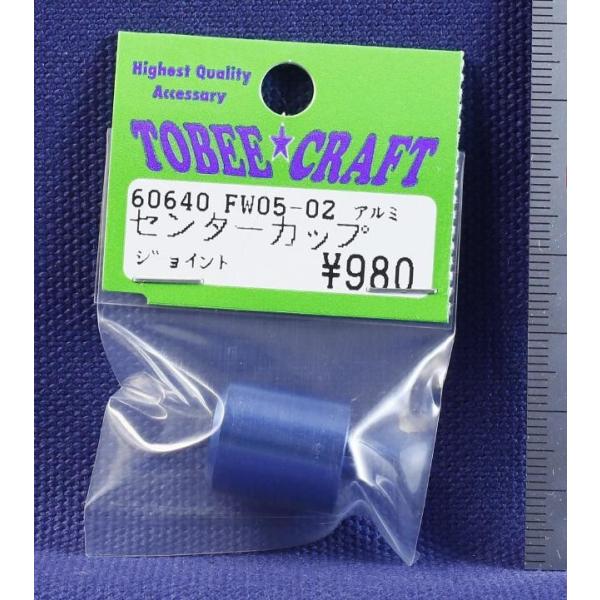 Highest Quality
Accessary
TOBEE★CRAFT
60640 FW05-02 アルミ
センターカップ
ジョイント ¥980